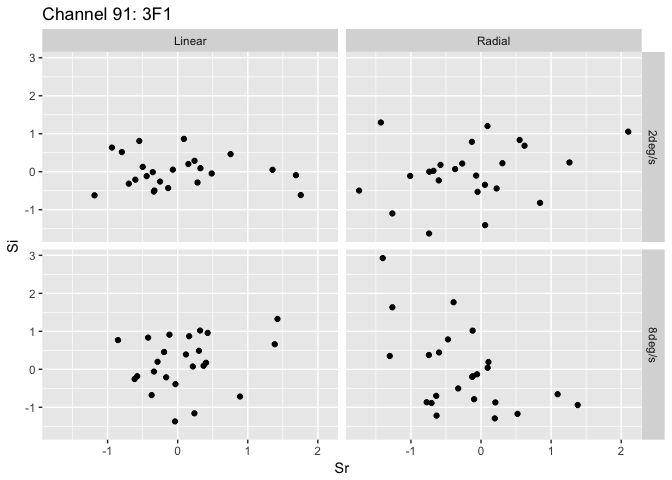 Channel 91: 3F1
Linear
Radial
3
2
1
0
-1
2deg/s
Si
3
2
1
0
-1
8deg/s
-1 0 1 2
-1 0 1 2
Sr